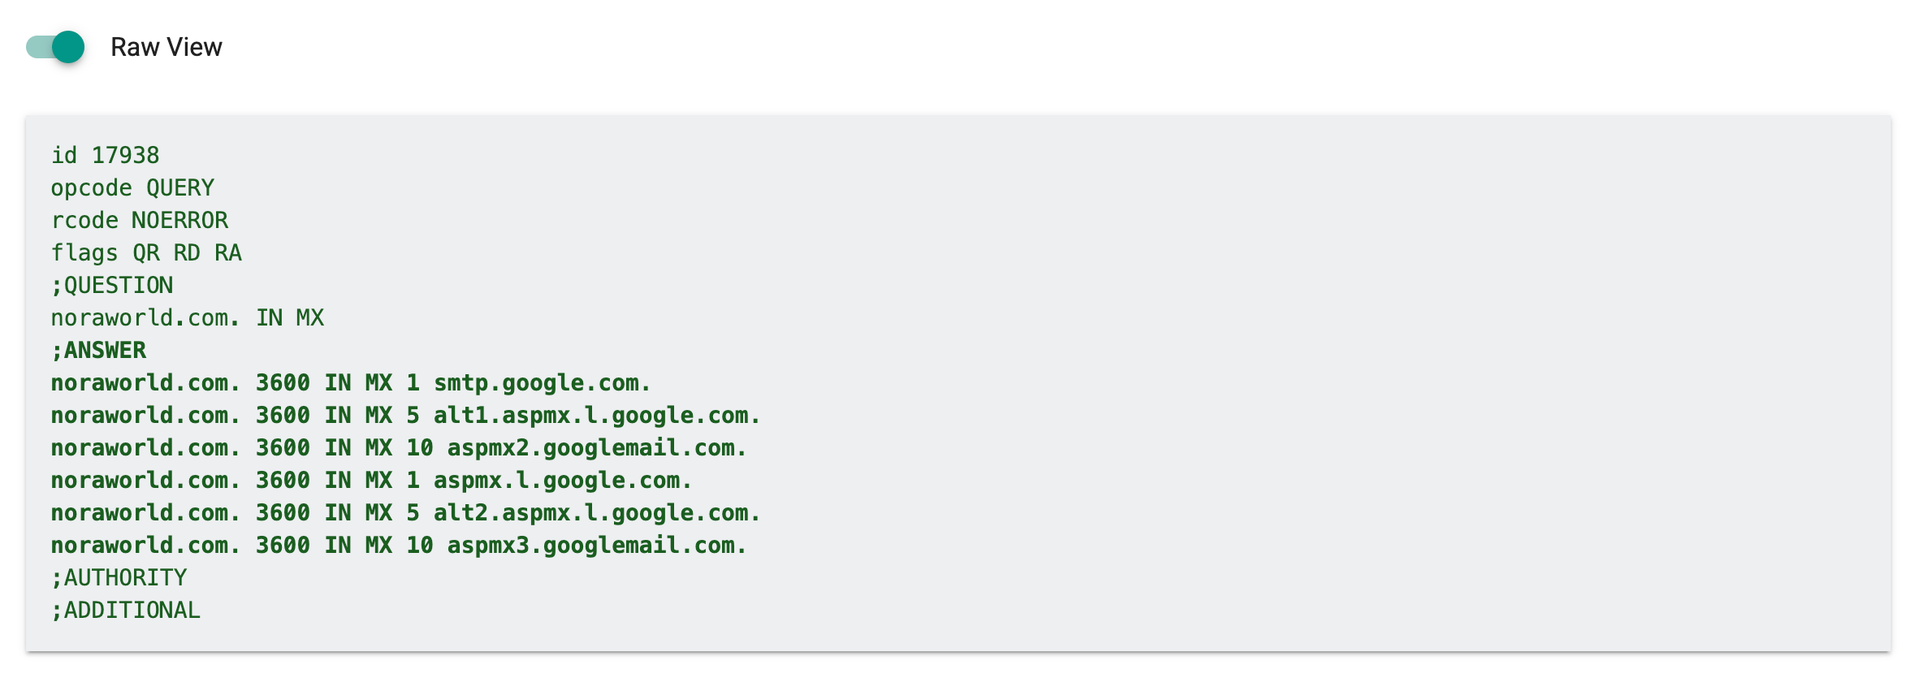 Raw View
id 17938
opcode QUERY
rcode NOERROR
flags QR RD RA
;QUESTION
noraworld.com. IN MX
;ANSWER
noraworld.com. 3600 IN MX 1 smtp.google.com.
noraworld.com. 3600 IN MX 5 alt1.aspmx.l.google.com.
noraworld.com. 3600 IN MX 10 aspmx2.googlemail.com.
noraworld.com. 3600 IN MX 1 aspmx.l.google.com.
noraworld.com. 3600 IN MX 5 alt2.aspmx.l.google.com.
noraworld.com. 3600 IN MX 10 aspmx3.googlemail.com.
;AUTHORITY
;ADDITIONAL